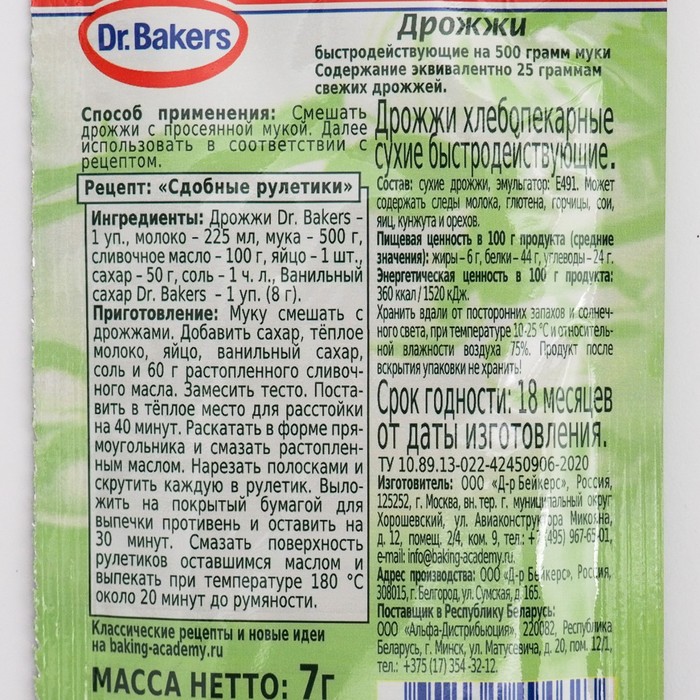 Dr. Bakers
Дрожжи
быстродействующие на 500 грамм муки
Содержание эквивалентно 25 граммам
свежих дрожжей.
Способ применения: Смешать
дрожжи с просеянной мукой. Далее
использовать в соответствии с
рецептом.
Рецепт: «Сдобные рулетики»
Ингредиенты: Дрожжи Dr. Bakers –
1 уп., молоко – 225 мл, мука – 500 г,
сливочное масло – 100 г, яйцо – 1 шт.,
сахар – 50 г, соль – 1 ч. л., Ванильный
сахар Dr. Bakers – 1 уп. (8 г).
Приготовление: Муку смешать с
дрожжами. Добавить сахар, тёплое
молоко, яйцо, ванильный сахар,
соль и 60 г растопленного сливоч-
ного масла. Замесить тесто. Поста-
вить в тёплое место для расстойки
на 40 минут. Раскатать в форме пря-
моугольника и смазать растоплен-
ным маслом. Нарезать полосками и
скрутить каждую в рулетик. Выло-
жить на покрытый бумагой для
выпечки противень и оставить на
30 минут. Смазать поверхность
рулетиков оставшимся маслом и
выпекать при температуре 180 °C
около 20 минут до румяности.
Классические рецепты и новые идеи
на baking-academy.ru
МАССА НЕТТО: 7г
Дрожжи хлебопекарные
сухие быстродействующие.
Состав: сухие дрожжи, эмульгатор: Е491. Может
содержать следы молока, глютена, горчицы, сои,
яиц, кунжута и орехов.
Пищевая ценность в 100 г продукта (средние
значения): жиры – 6 г, белки – 44 г, углеводы – 24 г.
Энергетическая ценность в 100 г продукта:
360 ккал / 1520 кДж.
Хранить вдали от посторонних запахов и солнеч-
ного света, при температуре 10-25 °C и относитель-
ной влажности воздуха 75%. Продукт после
вскрытия упаковки не хранить!
Срок годности: 18 месяцев
от даты изготовления.
ТУ 10.89.13-022-42450906-2020
Изготовитель: ООО «Д-р Бейкерс», Россия,
125252, г. Москва, вн. тер. г. муниципальный округ
Хорошевский, ул. Авиаконструктора Микояна,
д. 12, помещ. 2/4, ком. 9, тел.: +7 (495) 967-65-01,
e-mail: info@baking-academy.ru.
Адрес производства: ООО «Д-р Бейкерс», Россия,
308015, г. Белгород, ул. Сумская, д. 165.
Поставщик в Республику Беларусь:
ООО «Альфа-Дистрибьюция», 220082, Республика
Беларусь, г. Минск, ул. Матусевича, д. 20, пом. 12/1,
тел.: +375 (17) 354-32-12.